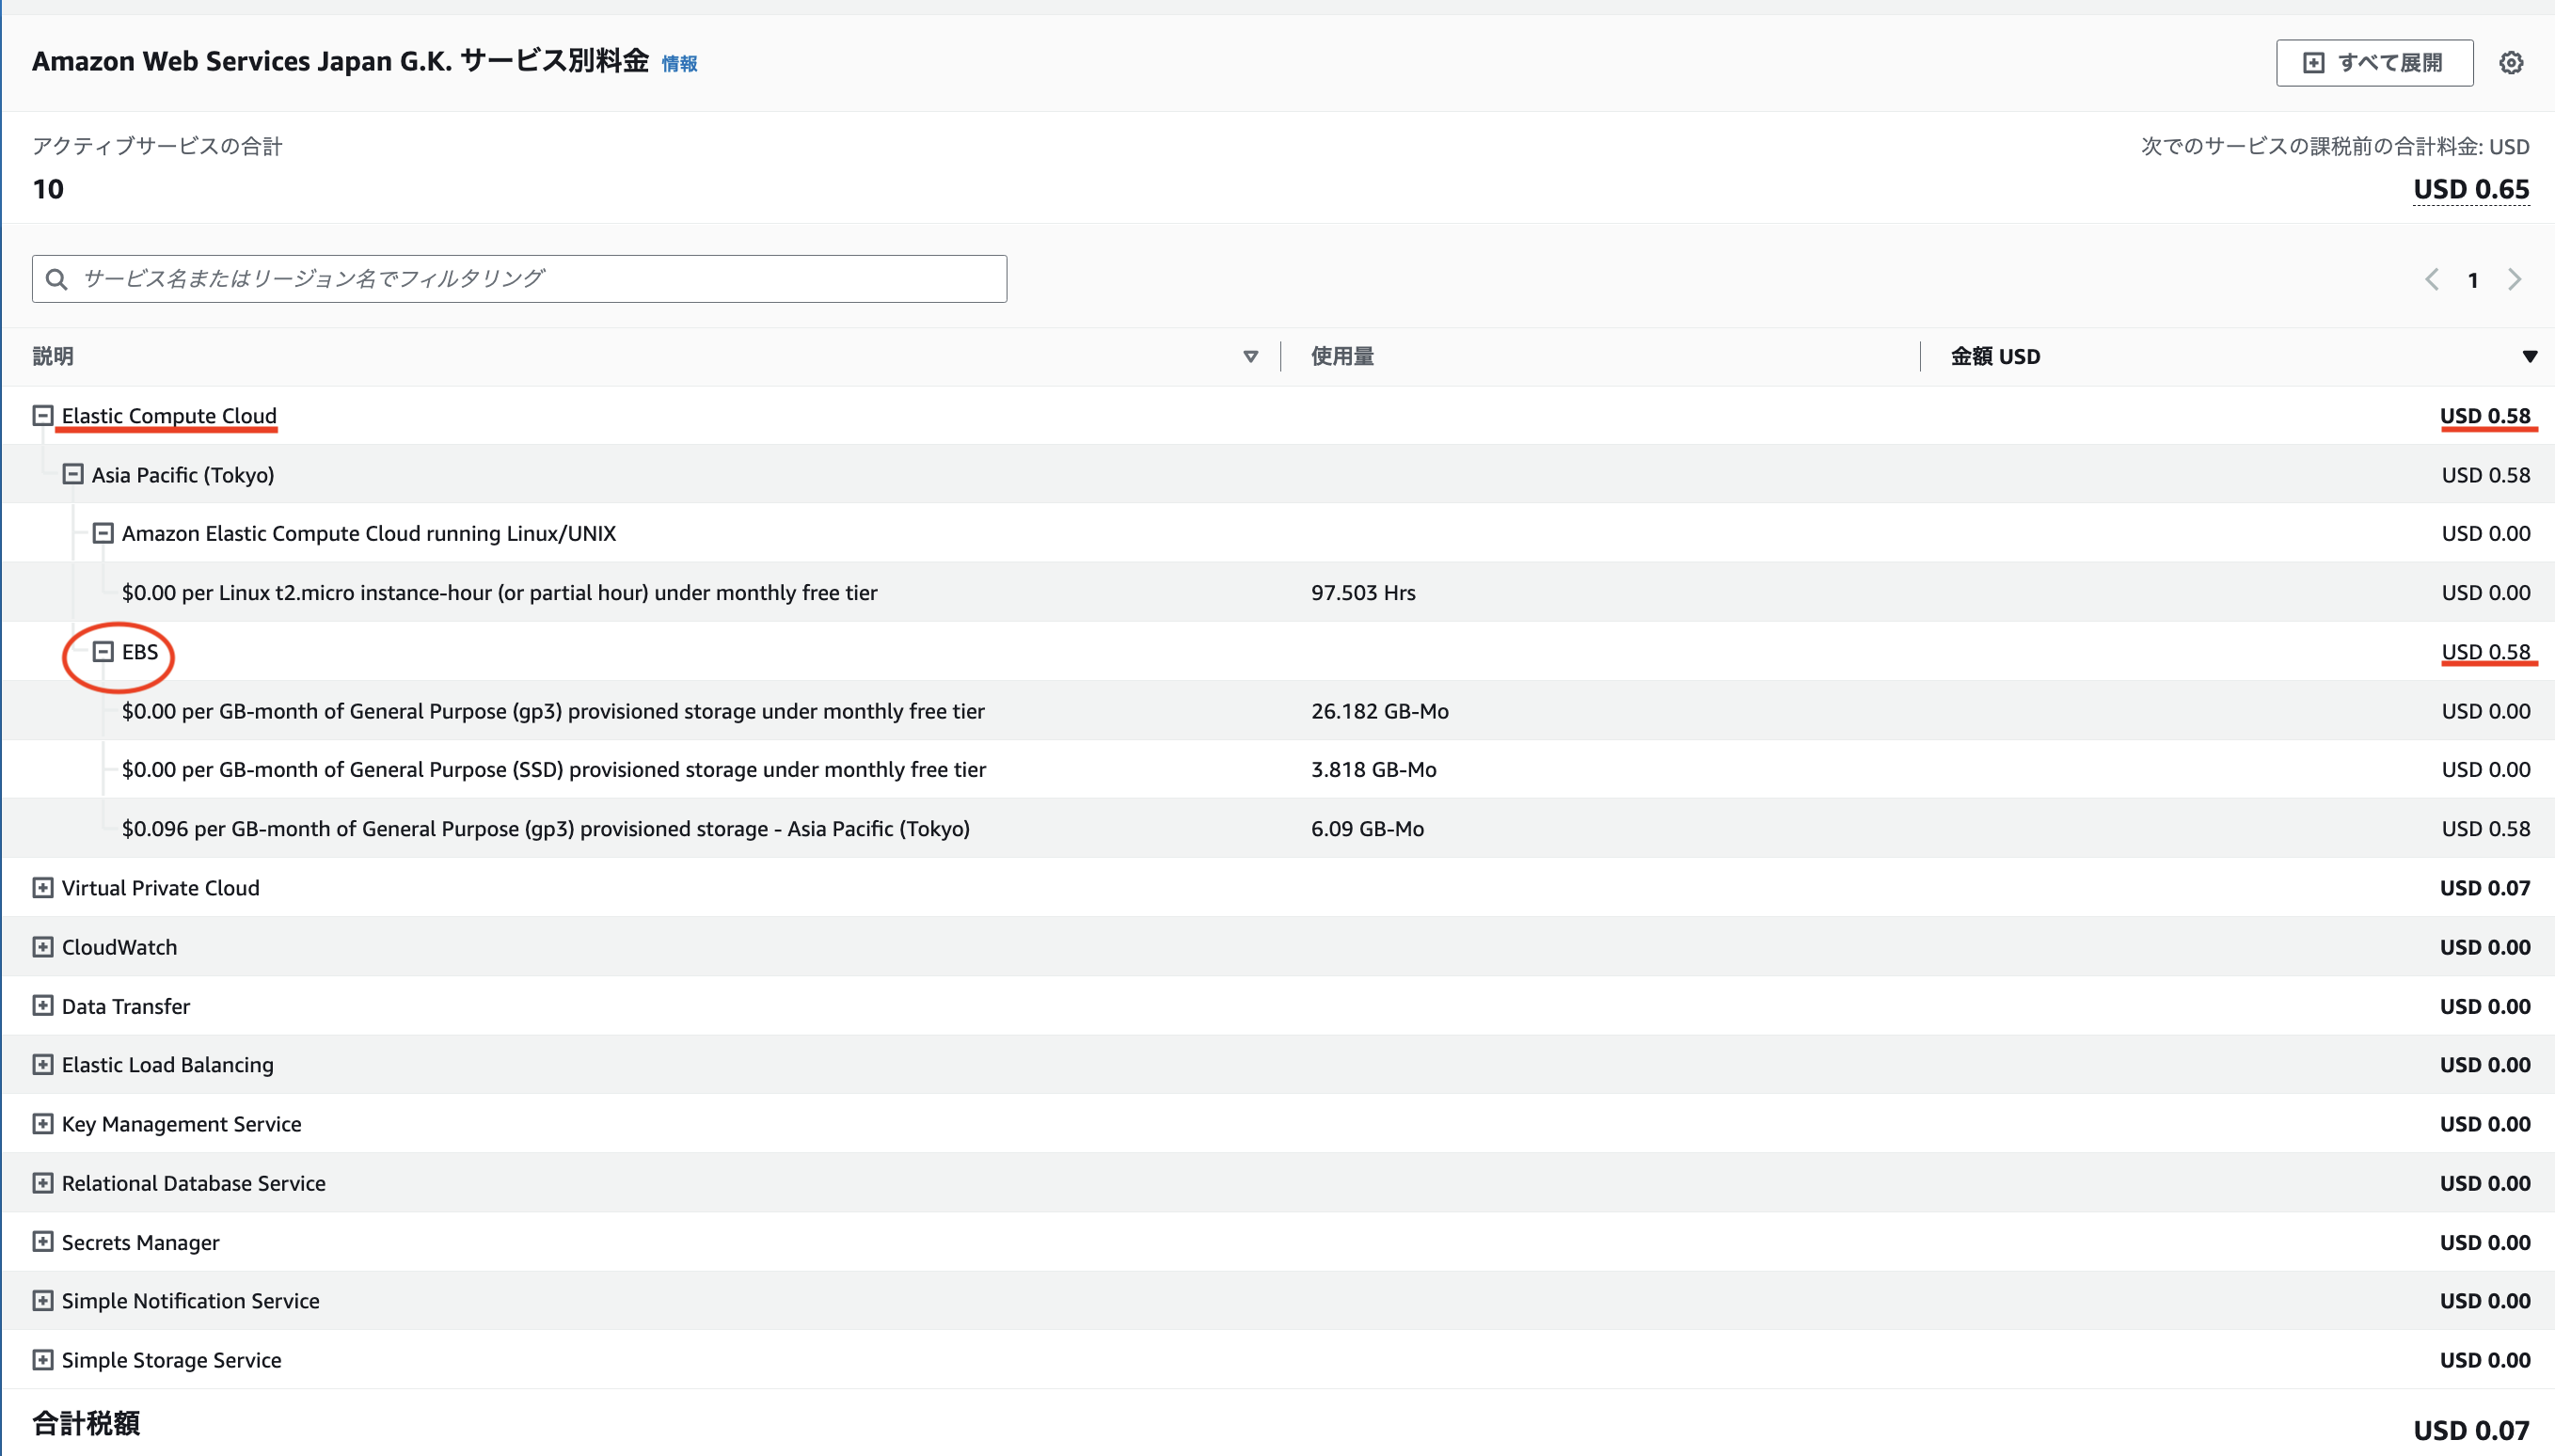 Amazon Web Services Japan G.K. サービス別料金 情報
すべて展開
アクティブサービスの合計
次でのサービスの課税前の合計料金: USD
10
USD 0.65
サービス名またはリージョン名でフィルタリング
1
説明 使用量 金額 USD
Elastic Compute Cloud USD 0.58
Asia Pacific (Tokyo) USD 0.58
Amazon Elastic Compute Cloud running Linux/UNIX USD 0.00
$0.00 per Linux t2.micro instance-hour (or partial hour) under monthly free tier 97.503 Hrs USD 0.00
EBS USD 0.58
$0.00 per GB-month of General Purpose (gp3) provisioned storage under monthly free tier 26.182 GB-Mo USD 0.00
$0.00 per GB-month of General Purpose (SSD) provisioned storage under monthly free tier 3.818 GB-Mo USD 0.00
$0.096 per GB-month of General Purpose (gp3) provisioned storage - Asia Pacific (Tokyo) 6.09 GB-Mo USD 0.58
Virtual Private Cloud USD 0.07
CloudWatch USD 0.00
Data Transfer USD 0.00
Elastic Load Balancing USD 0.00
Key Management Service USD 0.00
Relational Database Service USD 0.00
Secrets Manager USD 0.00
Simple Notification Service USD 0.00
Simple Storage Service USD 0.00
合計税額 USD 0.07